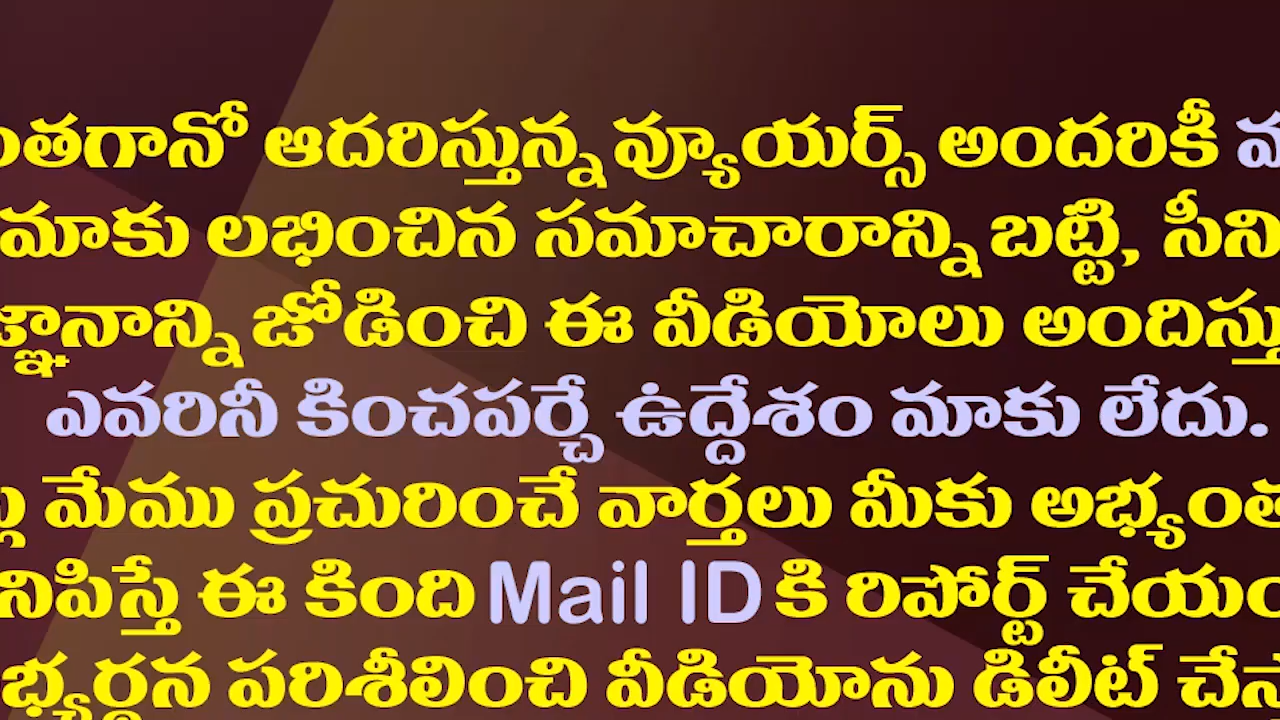 ఆదరిస్తున్న వ్యూయర్స్ అందరికీ
మాకు లభించిన సమాచారాన్ని బట్టి,
జోడించి ఈ వీడియోలు
ఎవరినీ కించపర్చే ఉద్దేశం మాకు లేదు.
మేము ప్రచురించే వార్తలు మీకు
ఈ కింది Mail ID కి రిపోర్ట్
పరిశీలించి వీడియోను డిలీట్